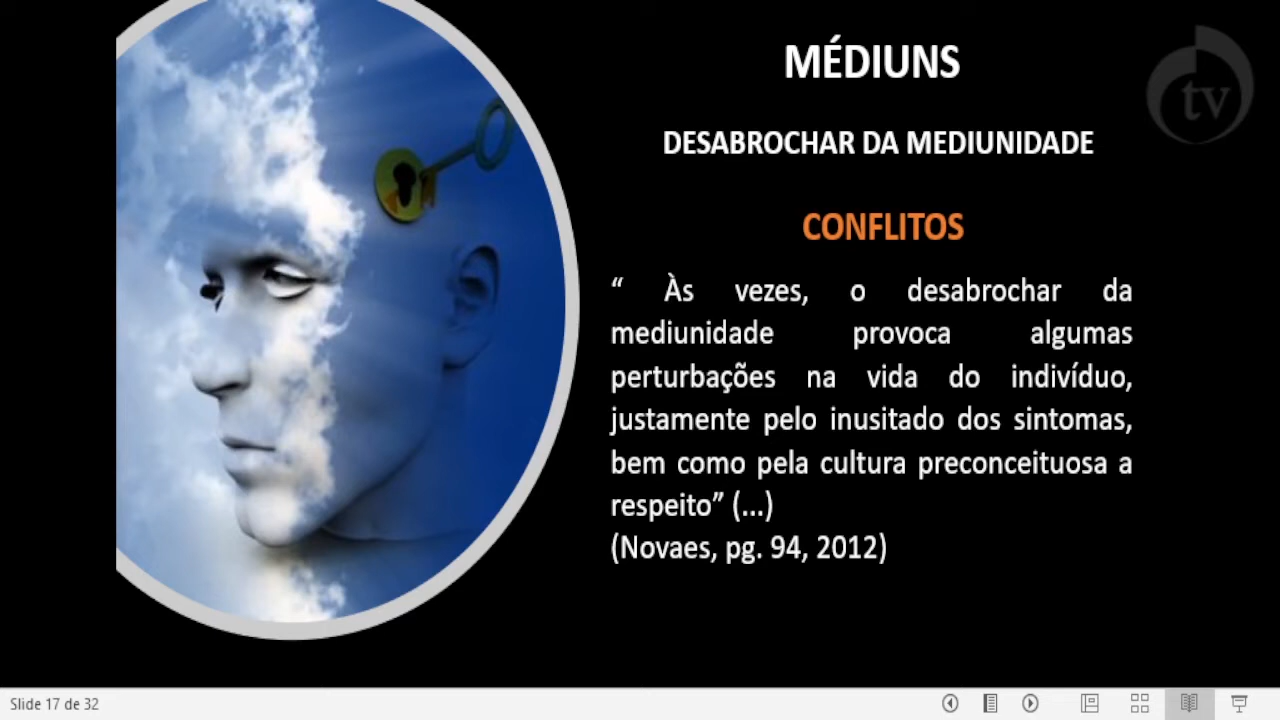 MÉDIUNS
tv
DESABROCHAR DA MEDIUNIDADE
CONFLITOS
“ Às vezes, o desabrochar da
mediunidade provoca algumas
perturbações na vida do indivíduo,
justamente pelo inusitado dos sintomas,
bem como pela cultura preconceituosa a
respeito” (...)
(Novaes, pg. 94, 2012)
Slide 17 de 32